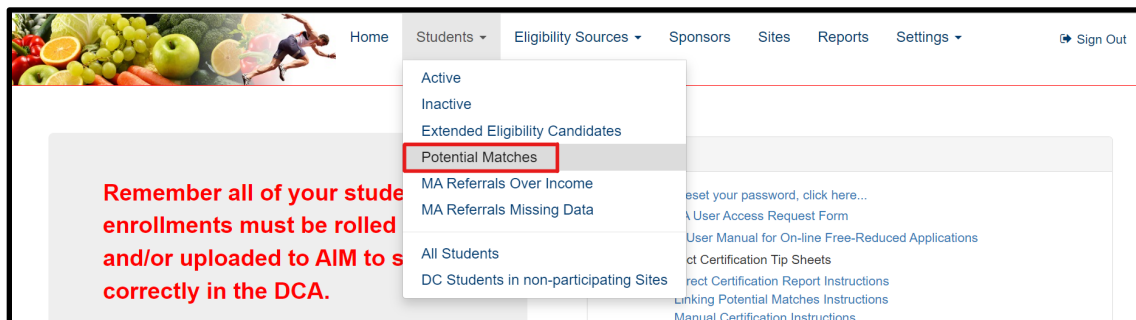 Home Students Eligibility Sources Sponsors Sites Reports Settings Sign Out
Active
Inactive
Extended Eligibility Candidates
Potential Matches
MA Referrals Over Income
MA Referrals Missing Data
All Students
DC Students in non-participating Sites
Remember all of your
enrollments must be rolled
and/or uploaded to AIM to
correctly in the DCA.
your password, click here...
User Access Request Form
User Manual for On-line Free-Reduced Applications
Certification Tip Sheets
Certification Report Instructions
Linking Potential Matches Instructions
Manual Certification Instructions